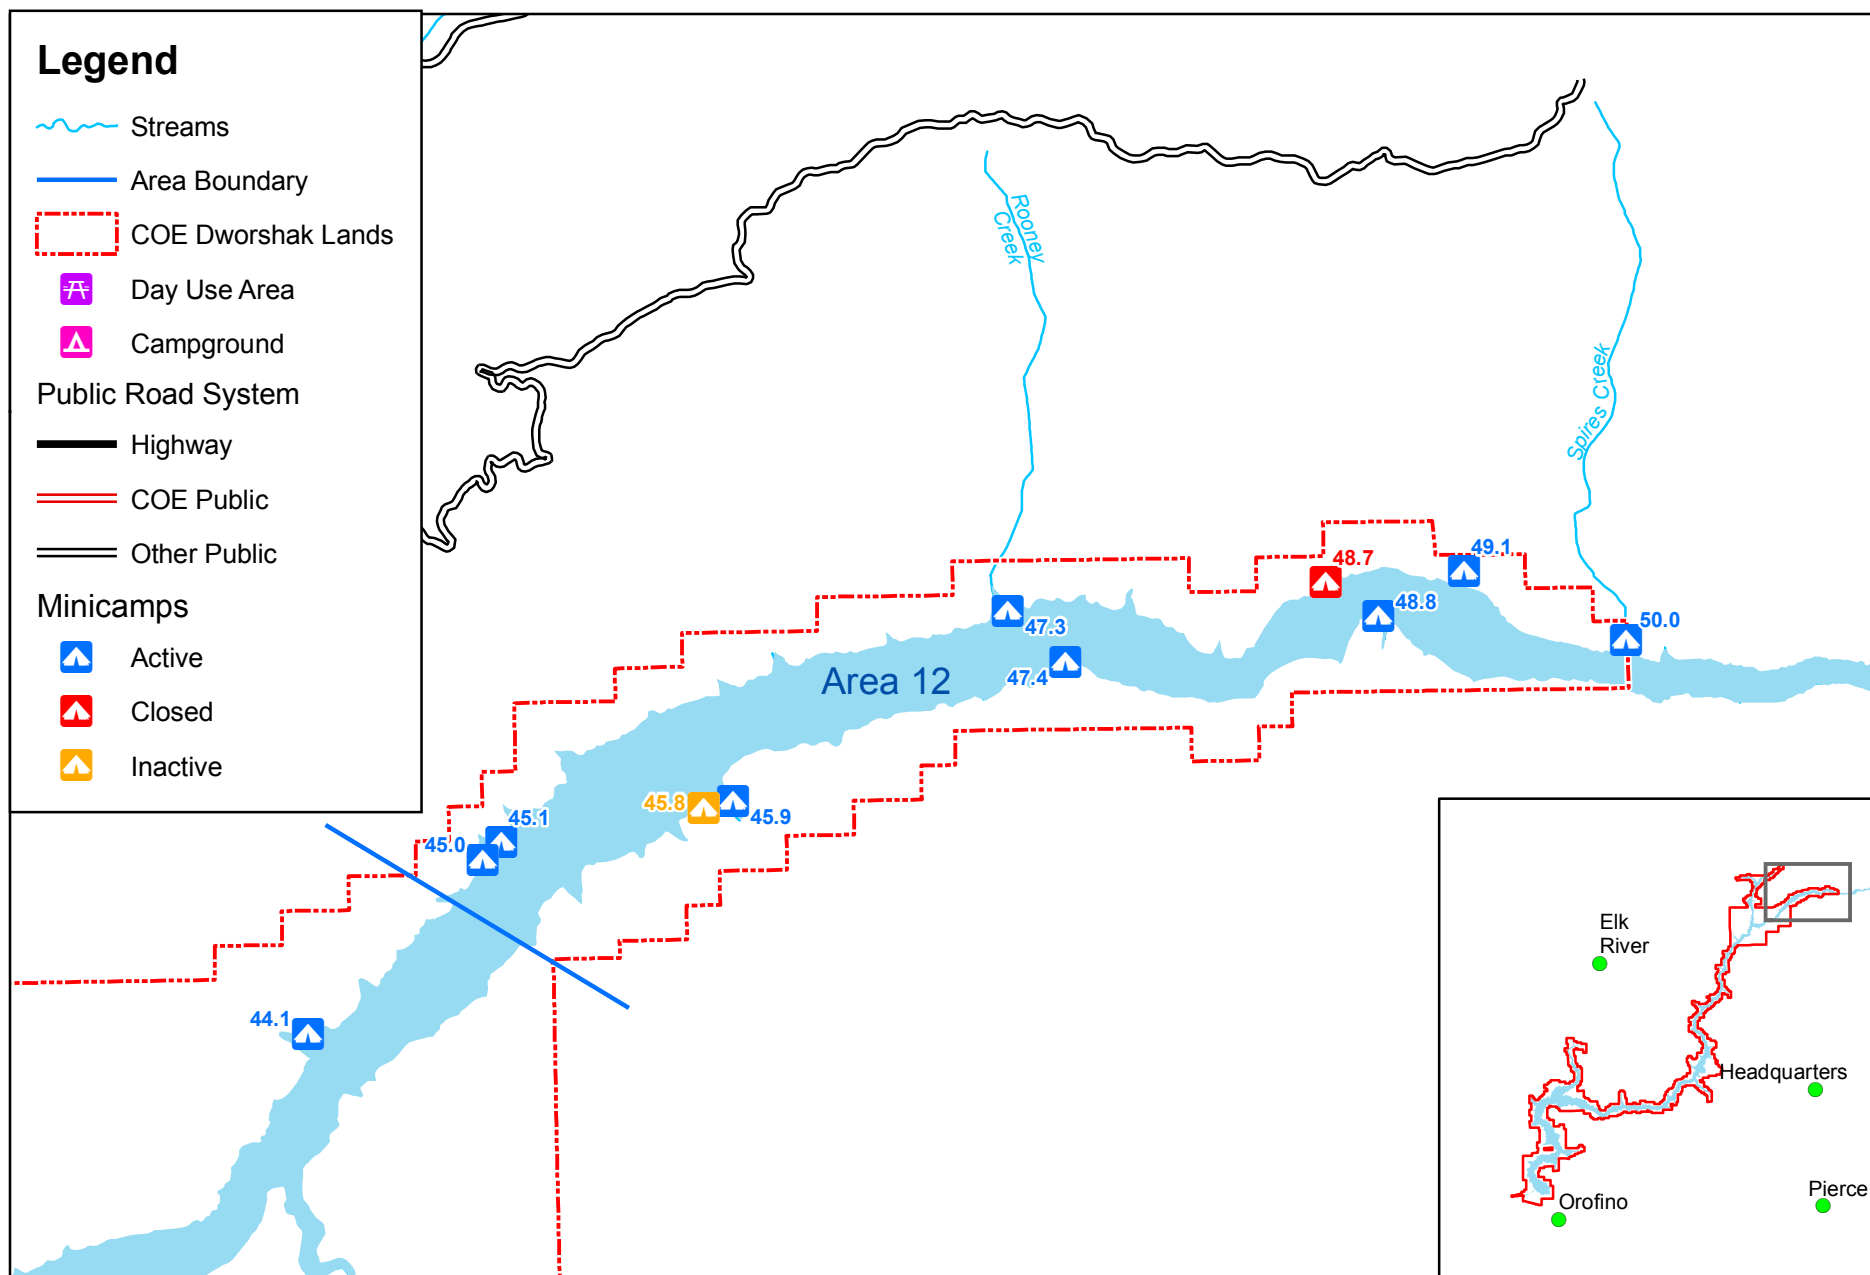 Legend
Streams
Area Boundary
COE Dworshak Lands
Day Use Area
Campground
Public Road System
Highway
COE Public
Other Public
Minicamps
Active
Closed
Inactive
Rooney
Creek
Spires Creek
48.7
49.1
48.8
47.3
50.0
47.4
Area 12
45.8
45.9
45.1
45.0
44.1
Elk
River
Headquarters
Orofino
Pierce